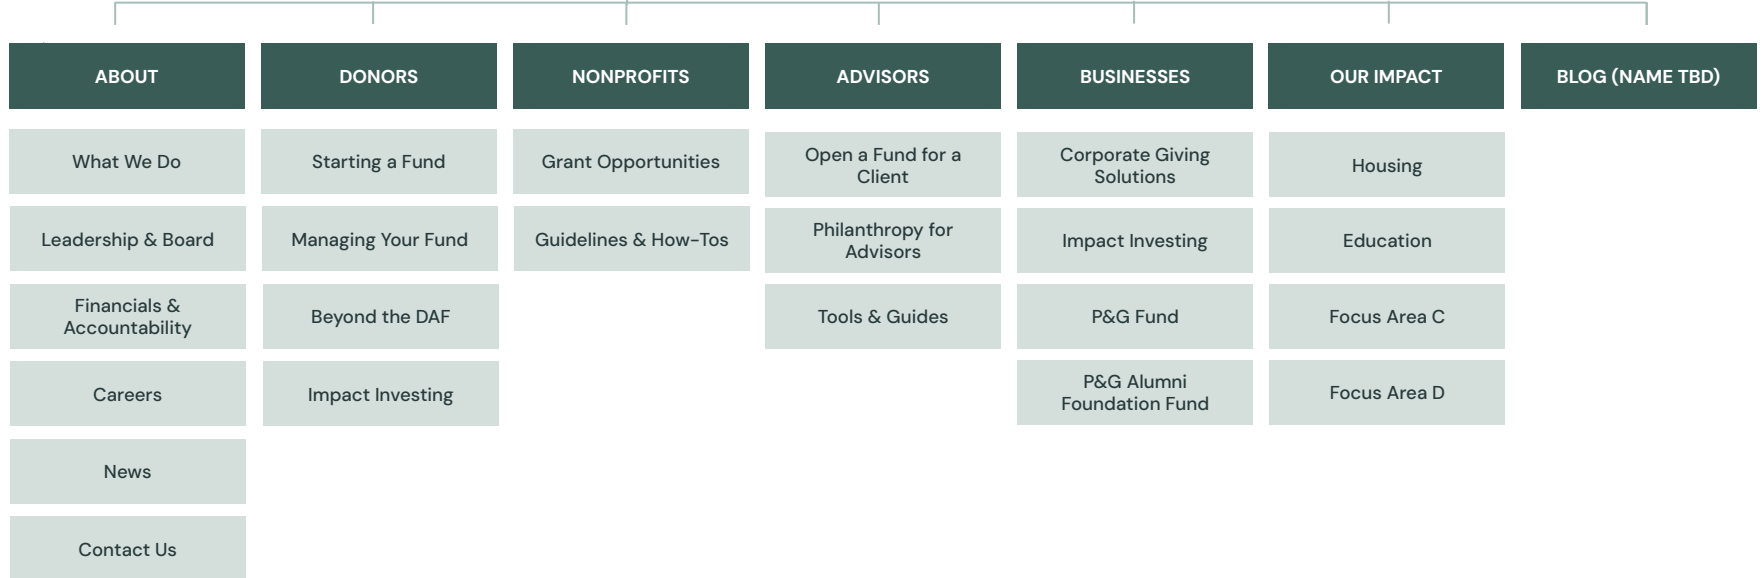 ABOUT
What We Do
Leadership & Board
Financials &
Accountability
Careers
News
Contact Us
DONORS
Starting a Fund
Managing Your Fund
Beyond the DAF
Impact Investing
NONPROFITS
Grant Opportunities
Guidelines & How-Tos
ADVISORS
Open a Fund for a
Client
Philanthropy for
Advisors
Tools & Guides
BUSINESSES
Corporate Giving
Solutions
Impact Investing
P&G Fund
P&G Alumni
Foundation Fund
OUR IMPACT
Housing
Education
Focus Area C
Focus Area D
BLOG (NAME TBD)